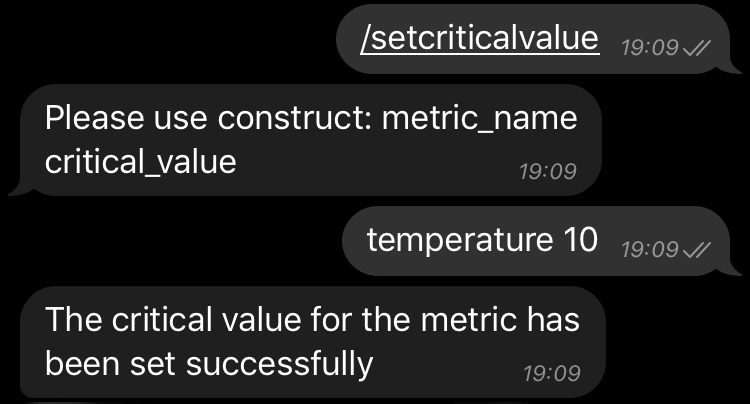 /setcriticalvalue 19:09
Please use construct: metric_name
critical_value 19:09
temperature 10 19:09
The critical value for the metric has
been set successfully 19:09